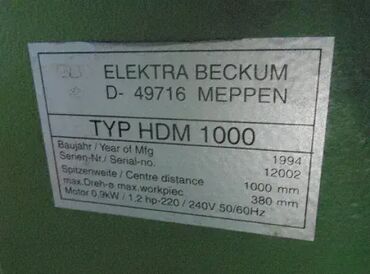 ELEKTRA BECKUM
D- 49716 MEPPEN
TYP HDM 1000
Baujahr / Year of Mfg 1994
Serien-Nr./ Serial-no. 12002
Spitzenweite / Centre distance 1000 mm
max.Dreh-ø max.workpiec 380 mm
Motor 0,9kW / 1.2 hp-220 / 240V 50/60Hz